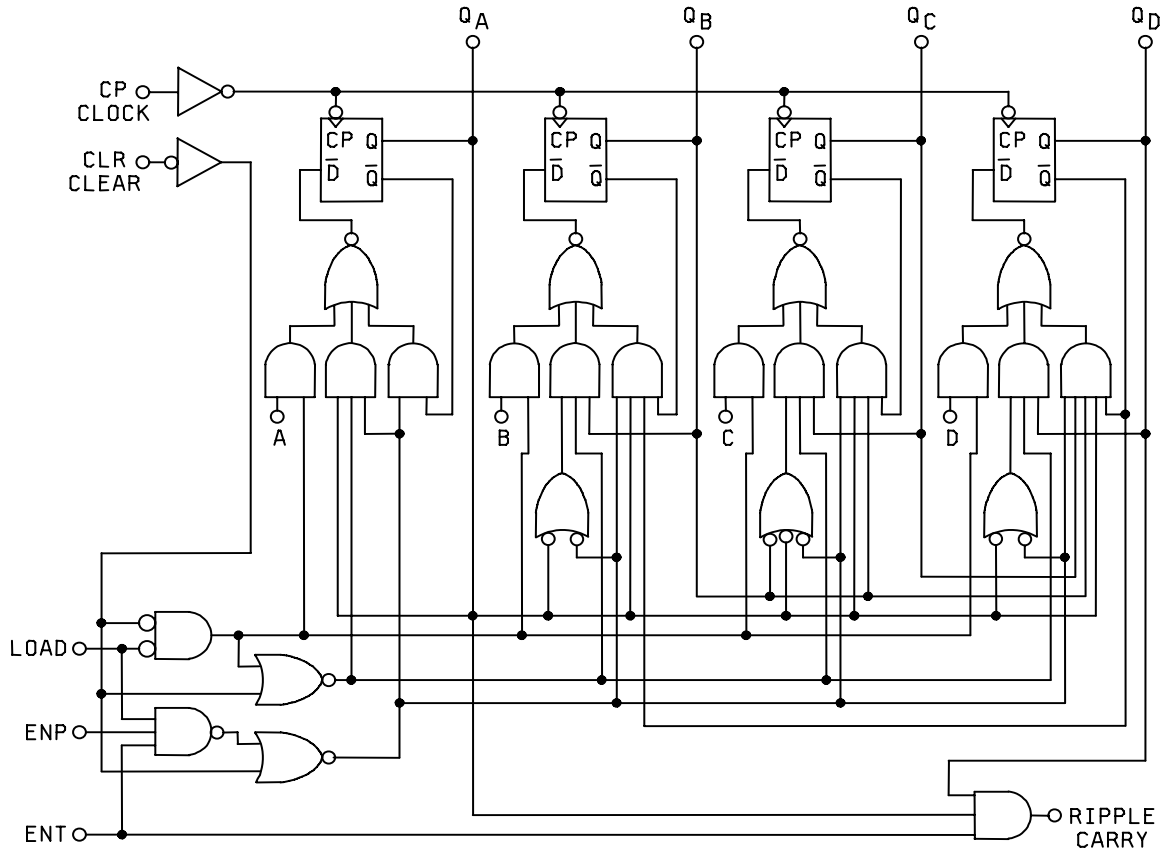 QA QB QC QD
CP
CLOCK
CLR
CLEAR
CP Q CP Q CP Q CP Q
D̅ Q̅ D̅ Q̅ D̅ Q̅ D̅ Q̅
A B C D
LOAD
ENP
ENT
RIPPLE
CARRY